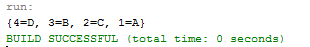 run:
{4=D, 3=B, 2=C, 1=A}
BUILD SUCCESSFUL (total time: 0 seconds)